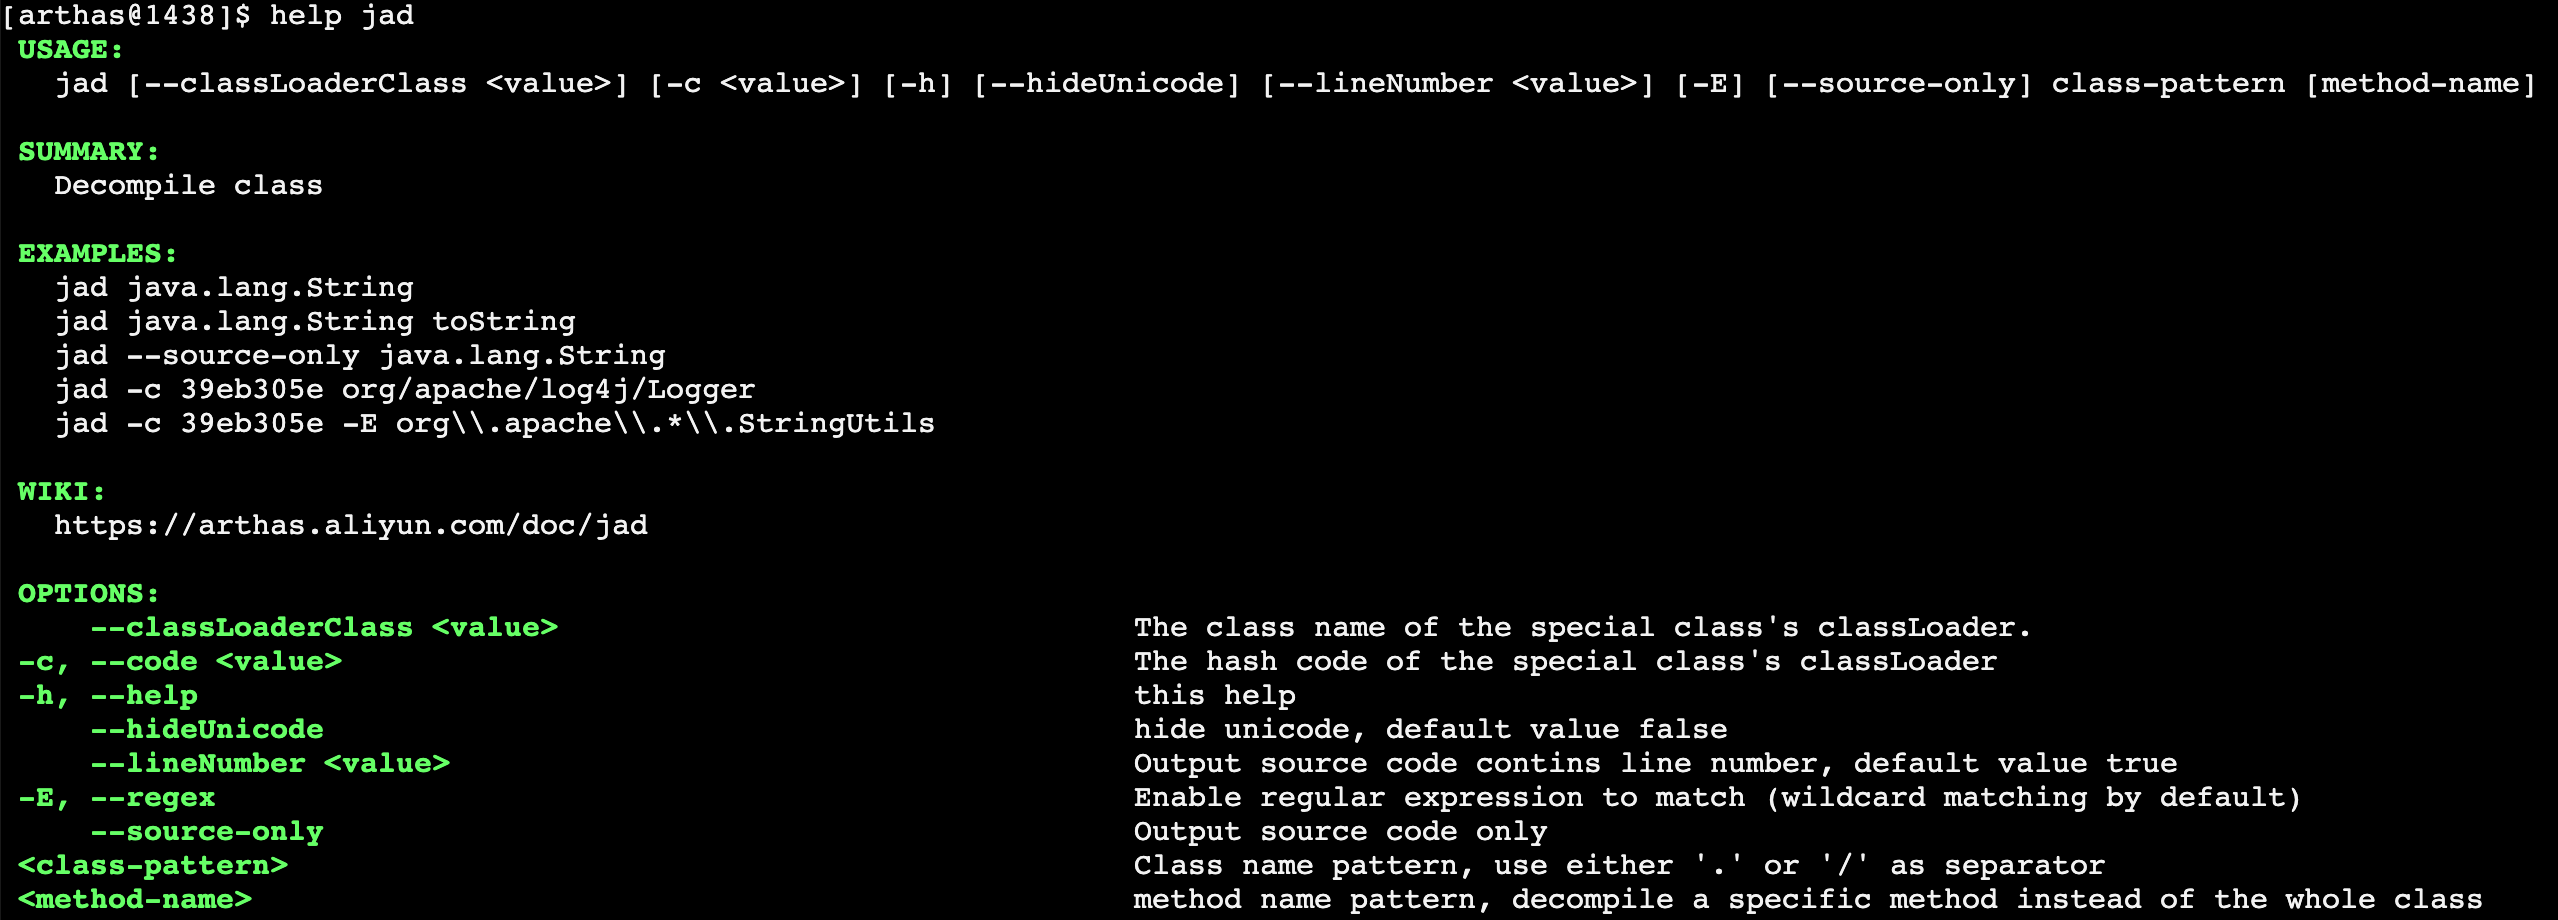 [arthas@1438]$ help jad
USAGE:
jad [--classLoaderClass <value>] [-c <value>] [-h] [--hideUnicode] [--lineNumber <value>] [-E] [--source-only] class-pattern [method-name]
SUMMARY:
Decompile class
EXAMPLES:
jad java.lang.String
jad java.lang.String toString
jad --source-only java.lang.String
jad -c 39eb305e org/apache/log4j/Logger
jad -c 39eb305e -E org\\.apache\\.*\\.StringUtils
WIKI:
https://arthas.aliyun.com/doc/jad
OPTIONS:
--classLoaderClass <value> The class name of the special class's classLoader.
-c, --code <value> The hash code of the special class's classLoader
-h, --help this help
--hideUnicode hide unicode, default value false
--lineNumber <value> Output source code contins line number, default value true
-E, --regex Enable regular expression to match (wildcard matching by default)
--source-only Output source code only
<class-pattern> Class name pattern, use either '.' or '/' as separator
<method-name> method name pattern, decompile a specific method instead of the whole class